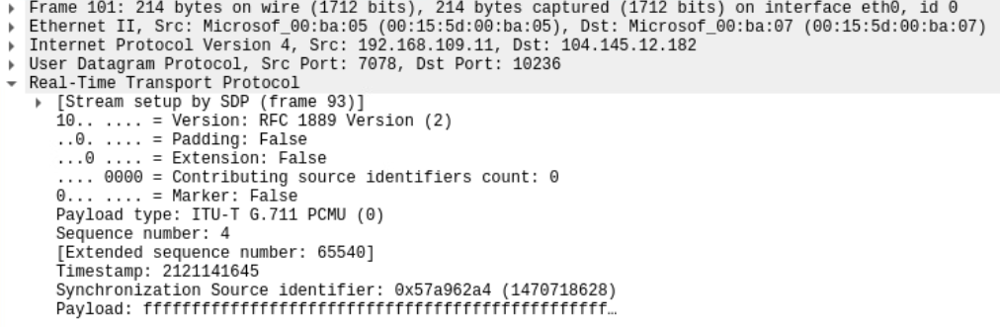 Frame 101: 214 bytes on wire (1712 bits), 214 bytes captured (1712 bits) on interface eth0, id 0
Ethernet II, Src: Microsof_00:ba:05 (00:15:5d:00:ba:05), Dst: Microsof_00:ba:07 (00:15:5d:00:ba:07)
Internet Protocol Version 4, Src: 192.168.109.11, Dst: 104.145.12.182
User Datagram Protocol, Src Port: 7078, Dst Port: 10236
Real-Time Transport Protocol
[Stream setup by SDP (frame 93)]
10.. .... = Version: RFC 1889 Version (2)
..0. .... = Padding: False
...0 .... = Extension: False
.... 0000 = Contributing source identifiers count: 0
0... .... = Marker: False
Payload type: ITU-T G.711 PCMU (0)
Sequence number: 4
[Extended sequence number: 65540]
Timestamp: 2121141645
Synchronization Source identifier: 0x57a962a4 (1470718628)
Payload: ffffffffffffffffffffffffffffffffffffffffffffffff…